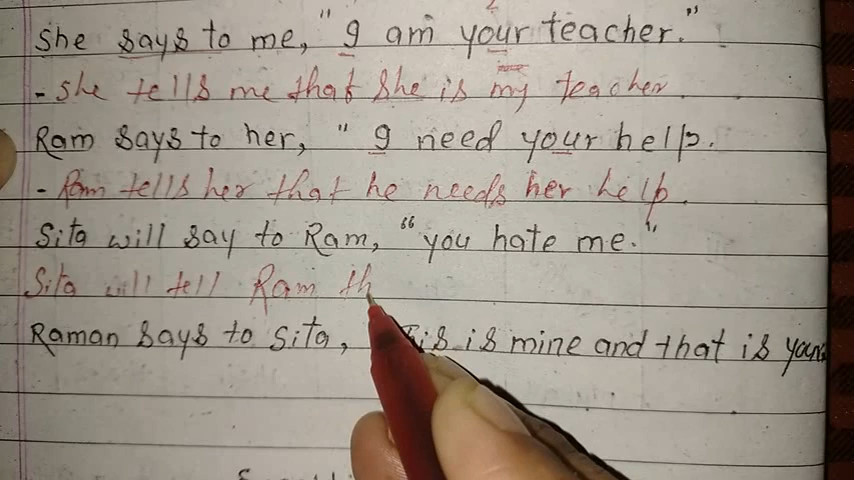 She says to me, "I am your teacher."
- She tells me that she is my teacher.
Ram says to her, "I need your help.
- Ram tells her that he needs her help.
Sita will say to Ram, "you hate me."
Sita will tell Ram th
Raman says to Sita, is mine and that is